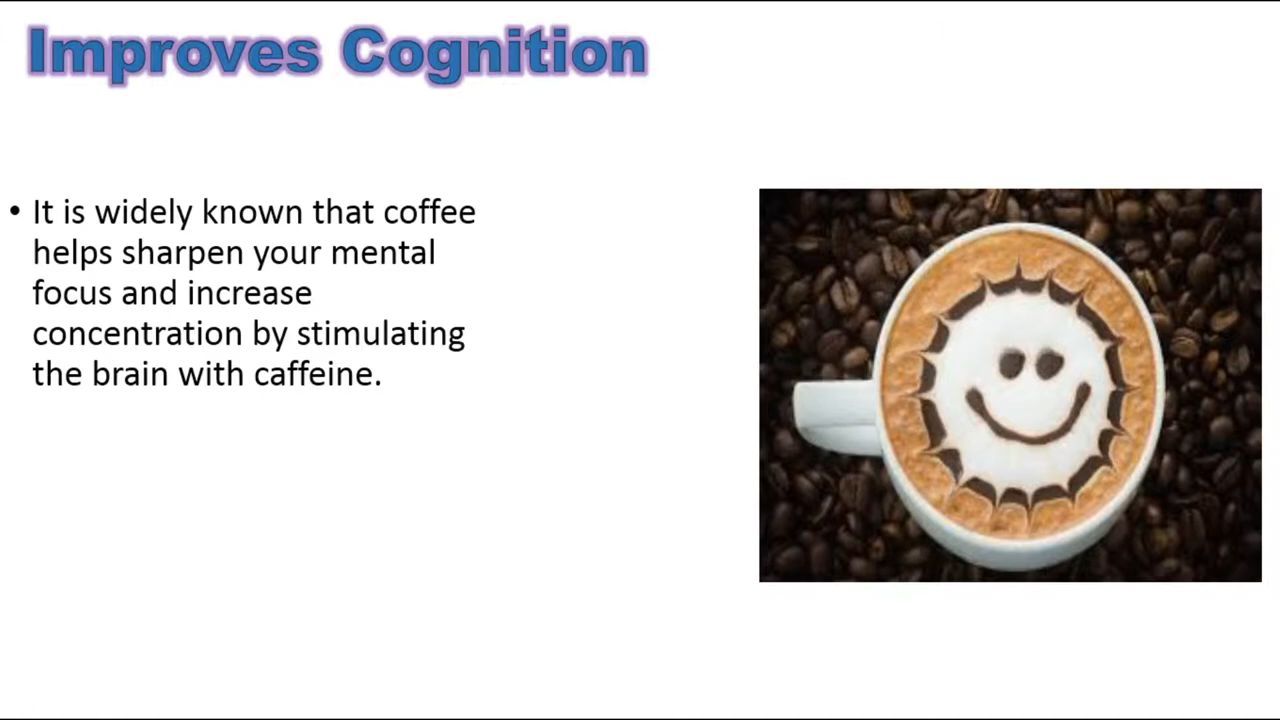 Improves Cognition
• It is widely known that coffee
helps sharpen your mental
focus and increase
concentration by stimulating
the brain with caffeine.